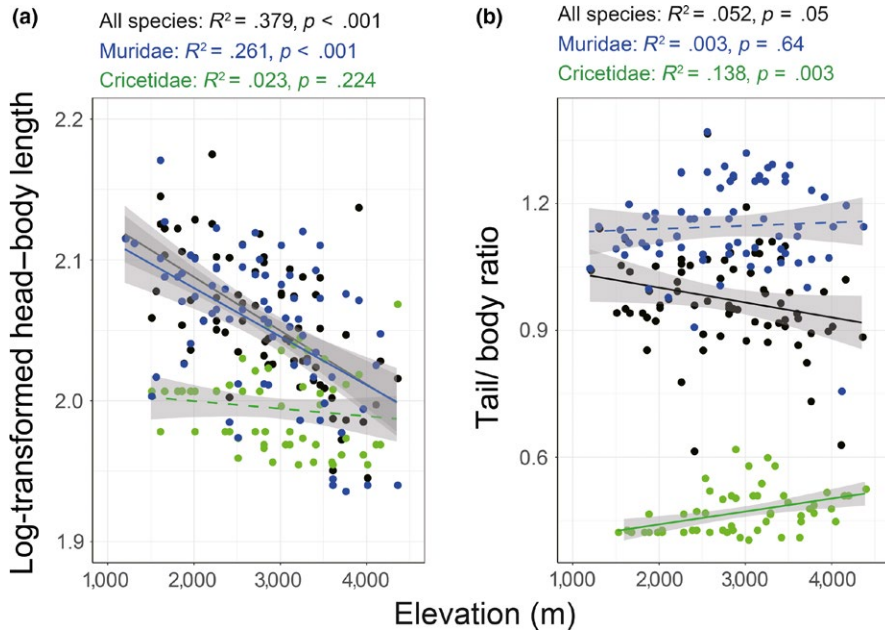 (a) All species: R² = .379, p < .001
Muridae: R² = .261, p < .001
Cricetidae: R² = .023, p = .224
Log-transformed head–body length
2.2
2.1
2.0
1.9
1,000 2,000 3,000 4,000
(b) All species: R² = .052, p = .05
Muridae: R² = .003, p = .64
Cricetidae: R² = .138, p = .003
Tail/ body ratio
1.2
0.9
0.6
1,000 2,000 3,000 4,000
Elevation (m)